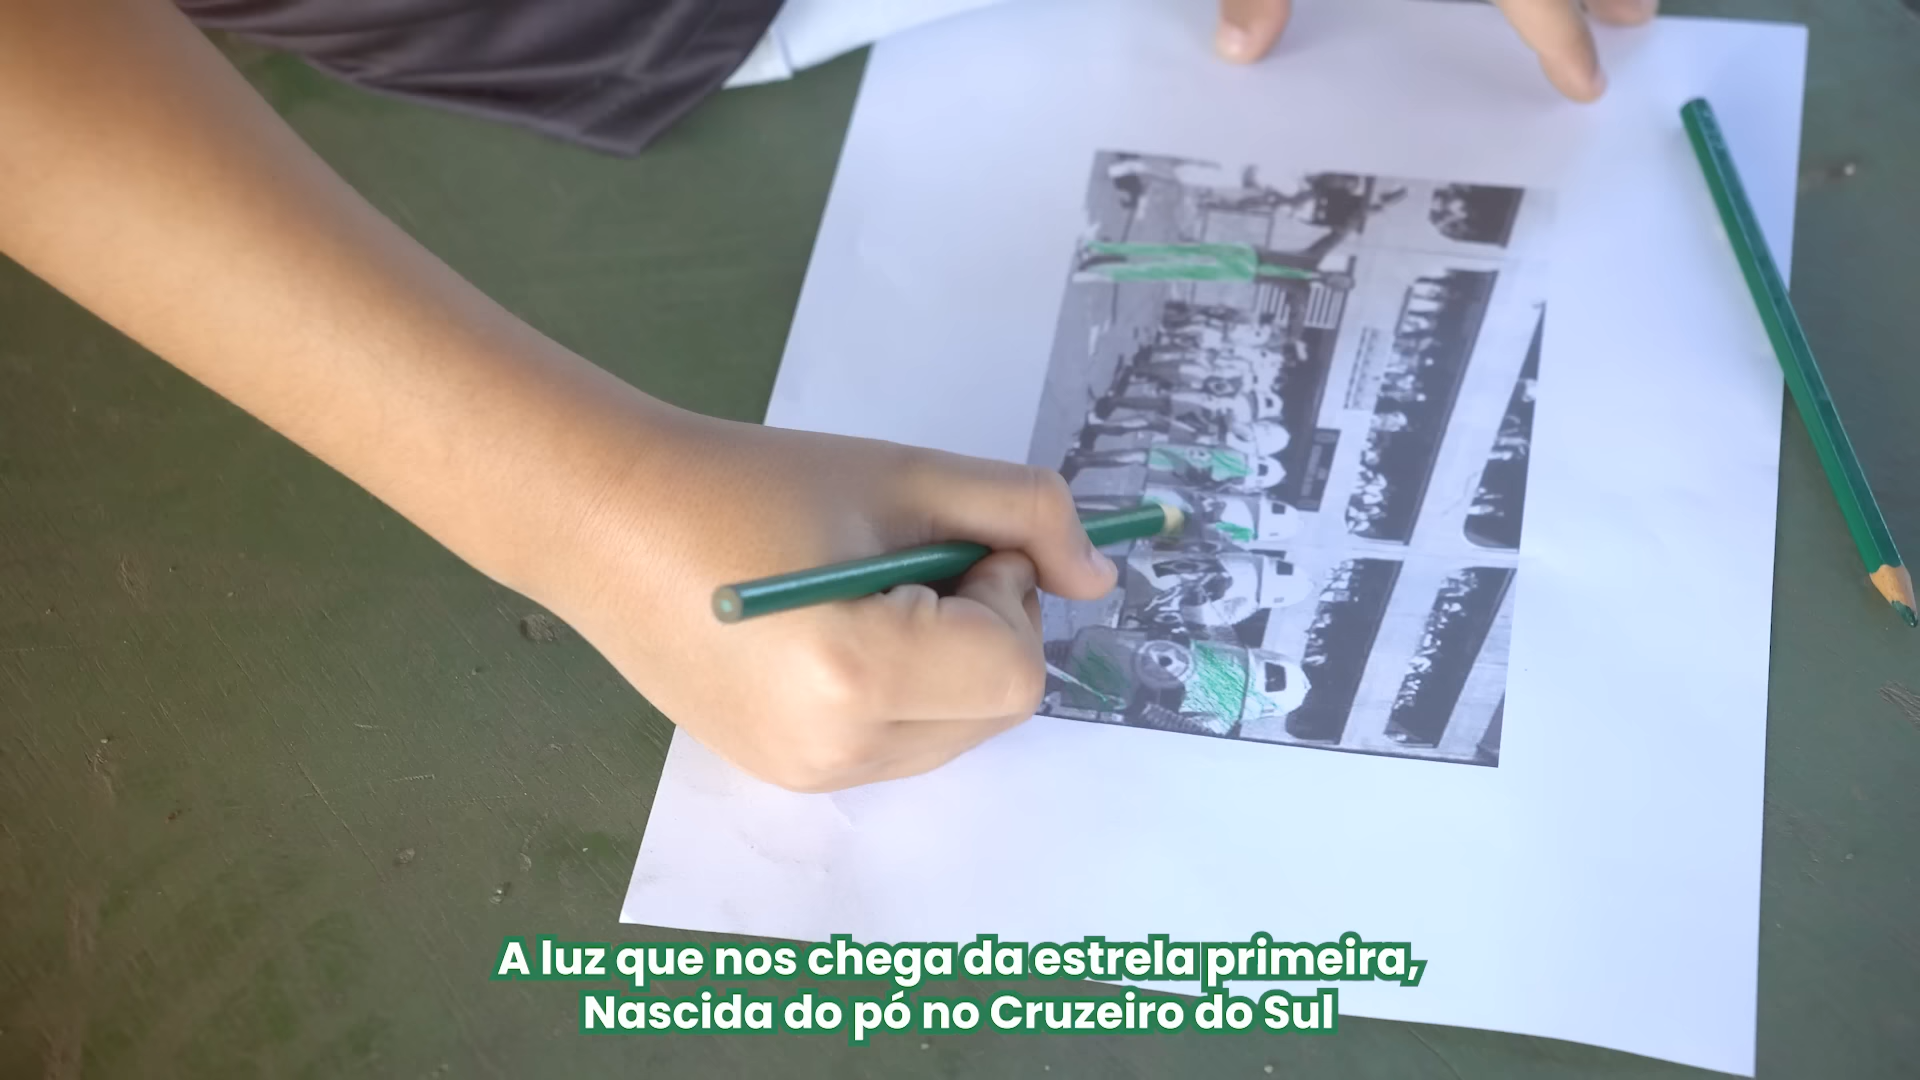 A luz que nos chega da estrela primeira,
Nascida do pó no Cruzeiro do Sul